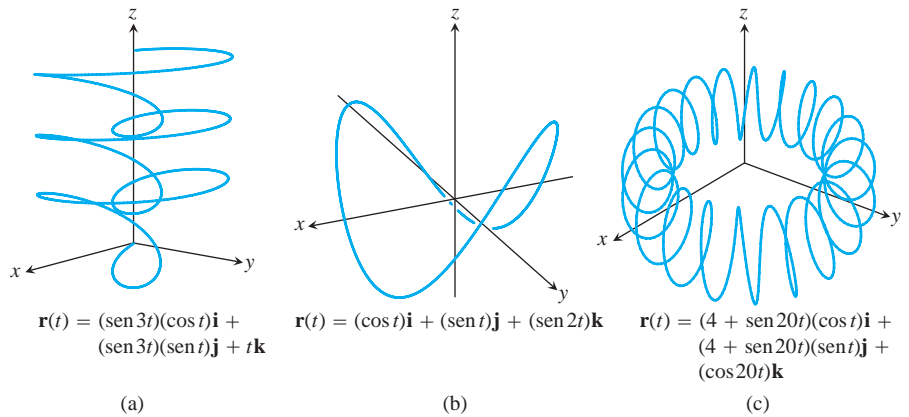 z
x
y
r(t) = (sen 3t)(cos t)i +
(sen 3t)(sen t)j + tk
(a)
z
x
y
r(t) = (cos t)i + (sen t)j + (sen 2t)k
(b)
z
x
y
r(t) = (4 + sen 20t)(cos t)i +
(4 + sen 20t)(sen t)j +
(cos 20t)k
(c)